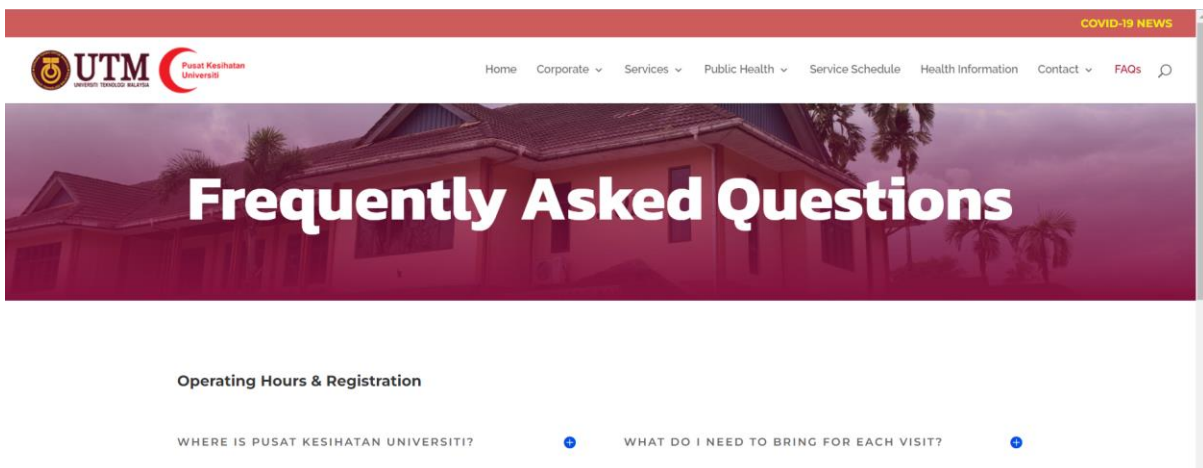 COVID-19 NEWS
UTM
UNIVERSITI TEKNOLOGI MALAYSIA
Pusat Kesihatan
Universiti
Home Corporate Services Public Health Service Schedule Health Information Contact FAQs
Frequently Asked Questions
Operating Hours & Registration
WHERE IS PUSAT KESIHATAN UNIVERSITI?
WHAT DO I NEED TO BRING FOR EACH VISIT?